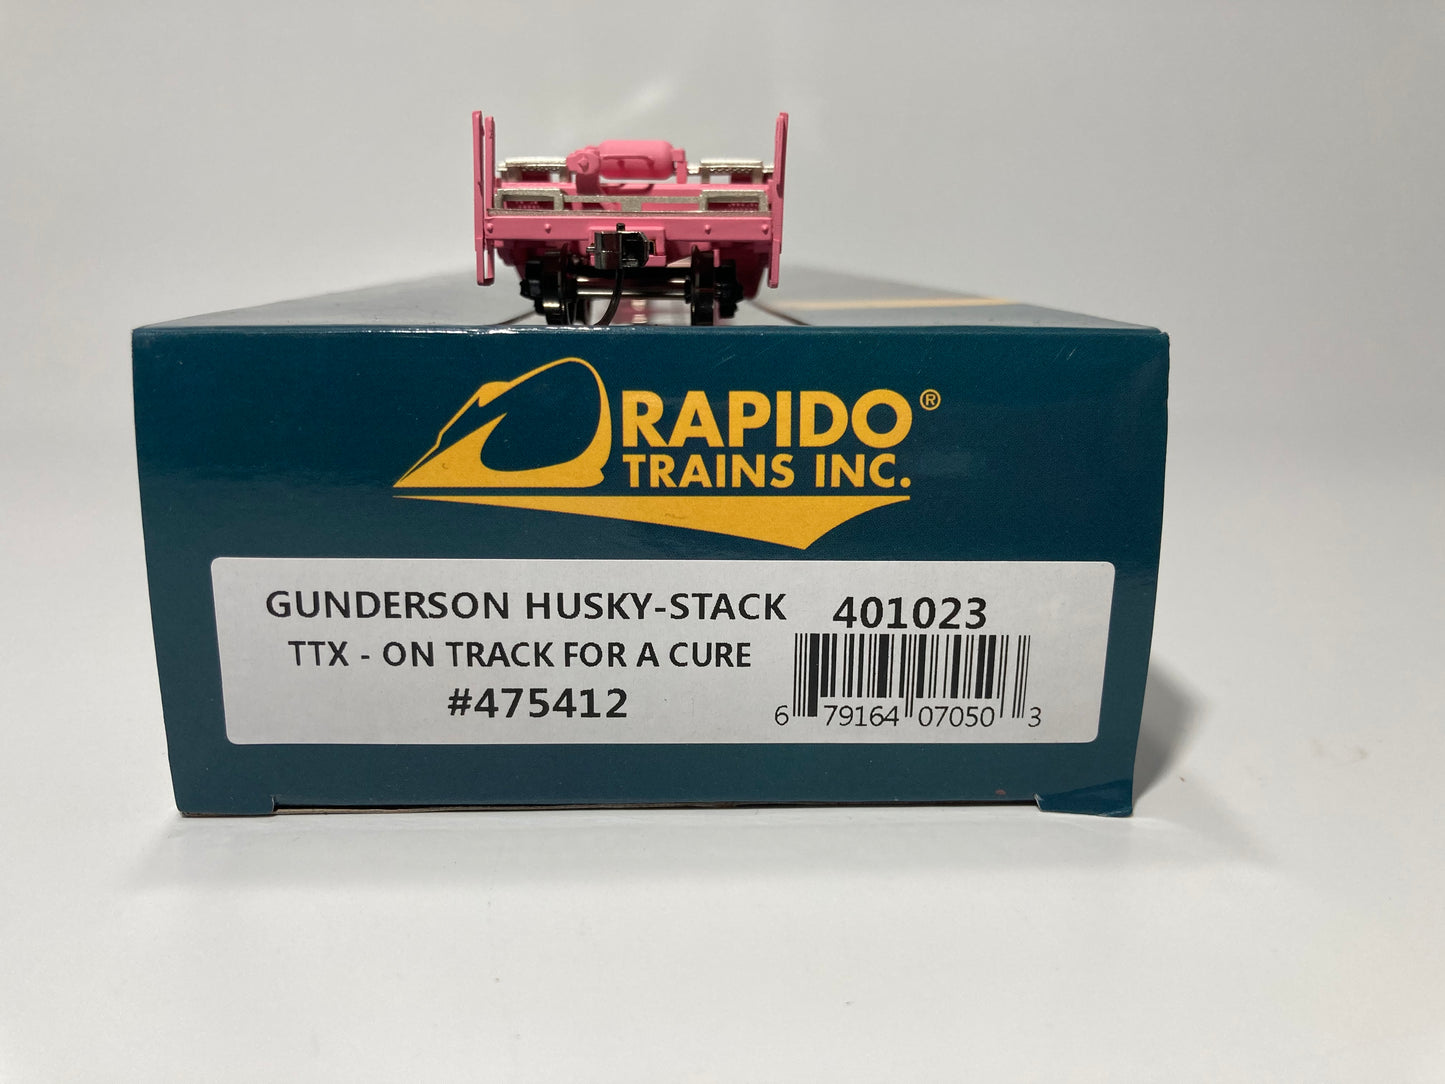 RAPIDO®
TRAINS INC.
GUNDERSON HUSKY-STACK 401023
TTX - ON TRACK FOR A CURE
#475412
6 79164 07050 3